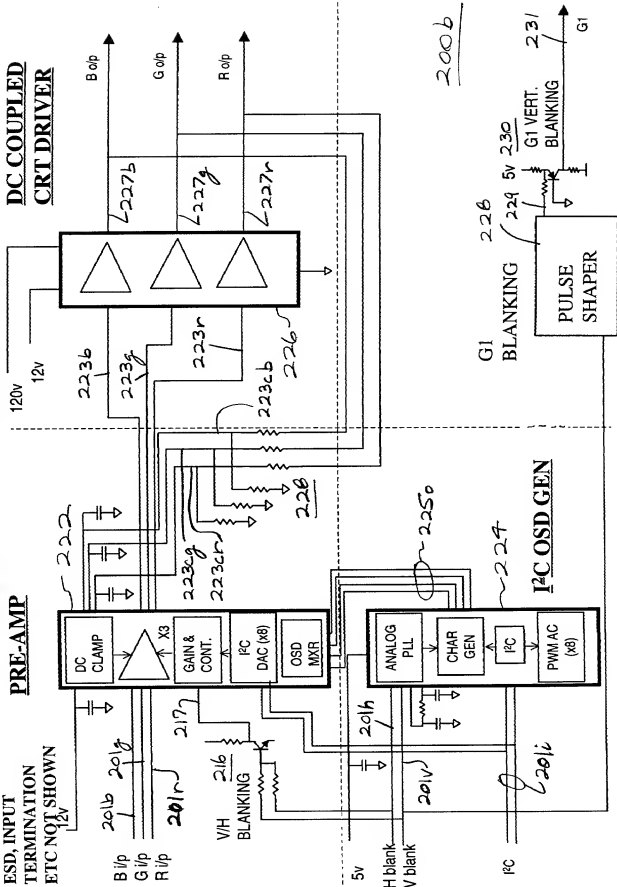 ESD, INPUT
TERMINATION
ETC NOT SHOWN
PRE-AMP
DC COUPLED
CRT DRIVER
12v
120v
12v
222
DC
CLAMP
X3
GAIN &
CONT.
I²C
DAC (x8)
OSD
MXR
201b
201g
201r
B i/p
G i/p
R i/p
217
216
V/H
BLANKING
223b
223g
223r
226
223cb
223cg
223cr
228
227b
227g
227r
B o/p
G o/p
R o/p
200b
I²C OSD GEN
224
225o
ANALOG
PLL
CHAR
GEN
I²C
PWM AC
(x8)
5v
H blank
V blank
201h
201v
I²C
201i
G1
BLANKING
228
PULSE
SHAPER
229
5v
230
G1 VERT.
BLANKING
231
G1